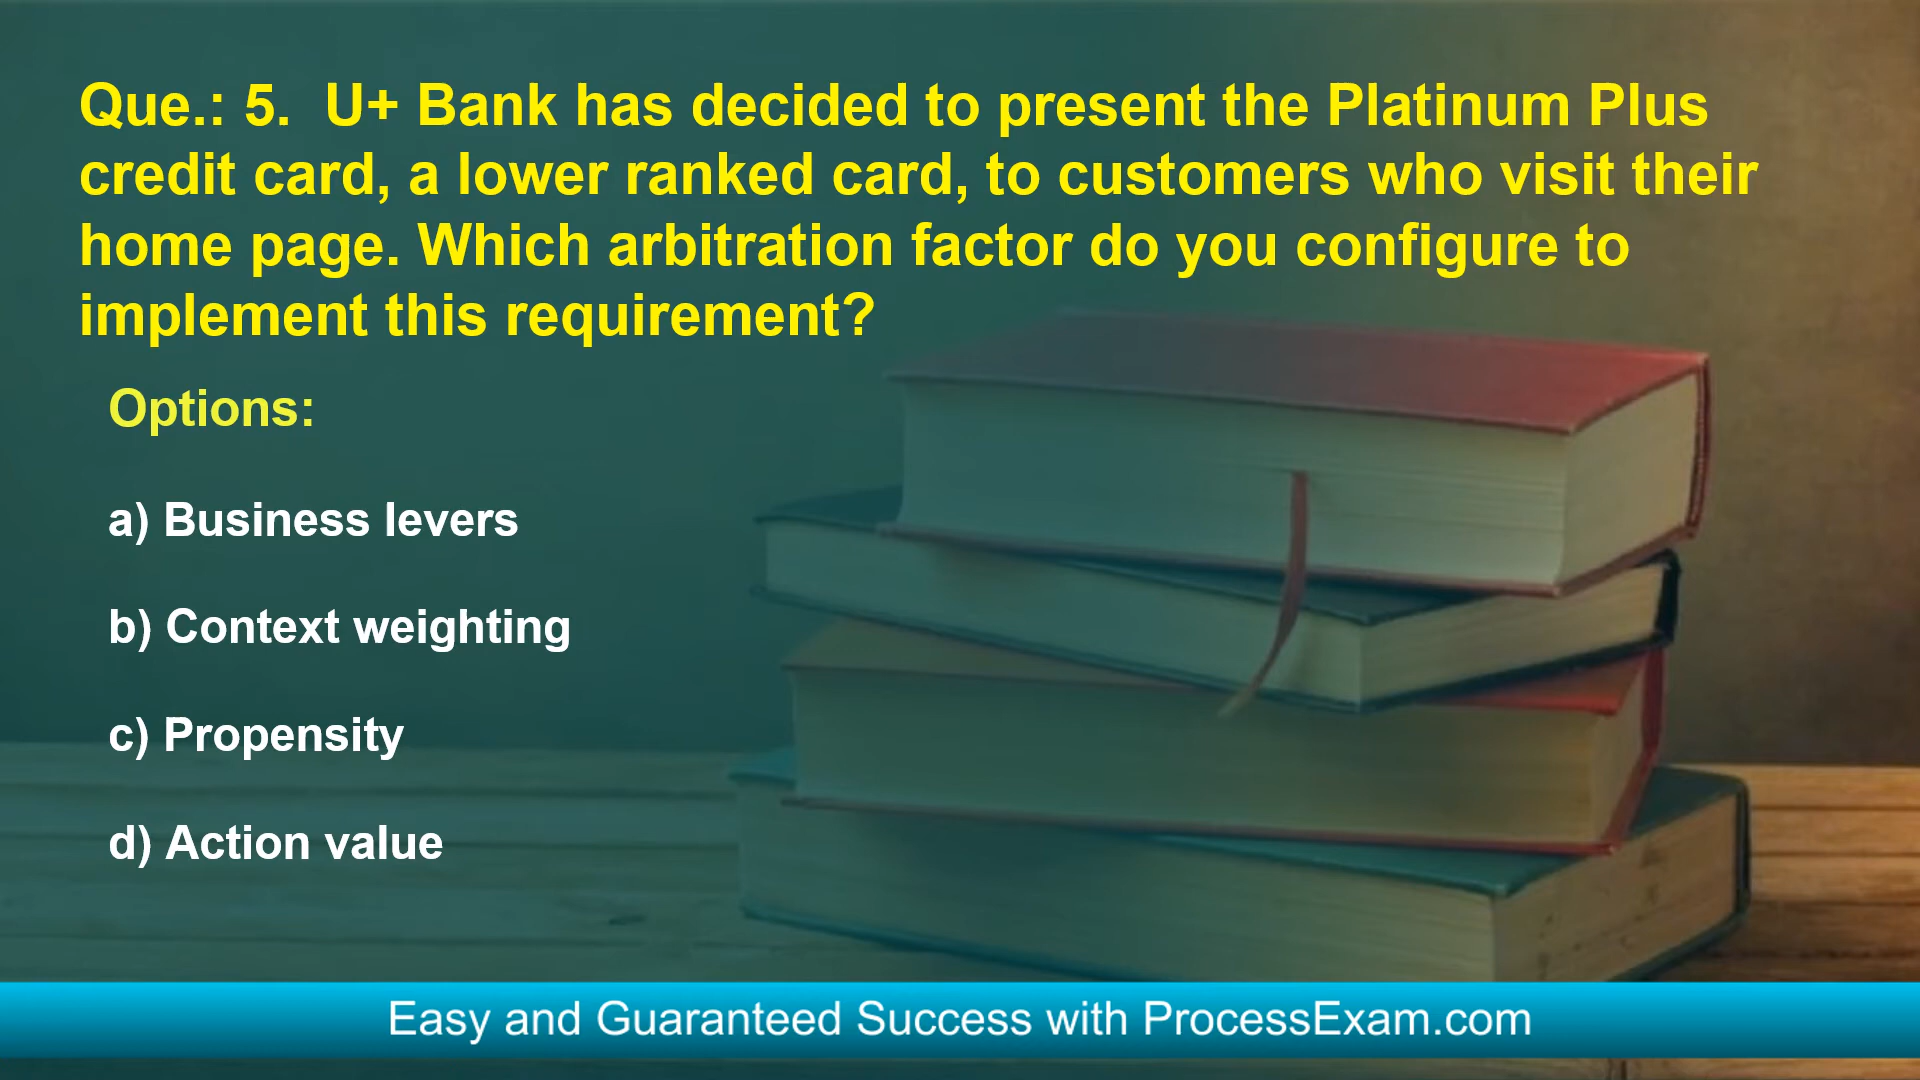 Que.: 5.  U+ Bank has decided to present the Platinum Plus
credit card, a lower ranked card, to customers who visit their
home page. Which arbitration factor do you configure to
implement this requirement?
Options:
a) Business levers
b) Context weighting
c) Propensity
d) Action value
Easy and Guaranteed Success with ProcessExam.com